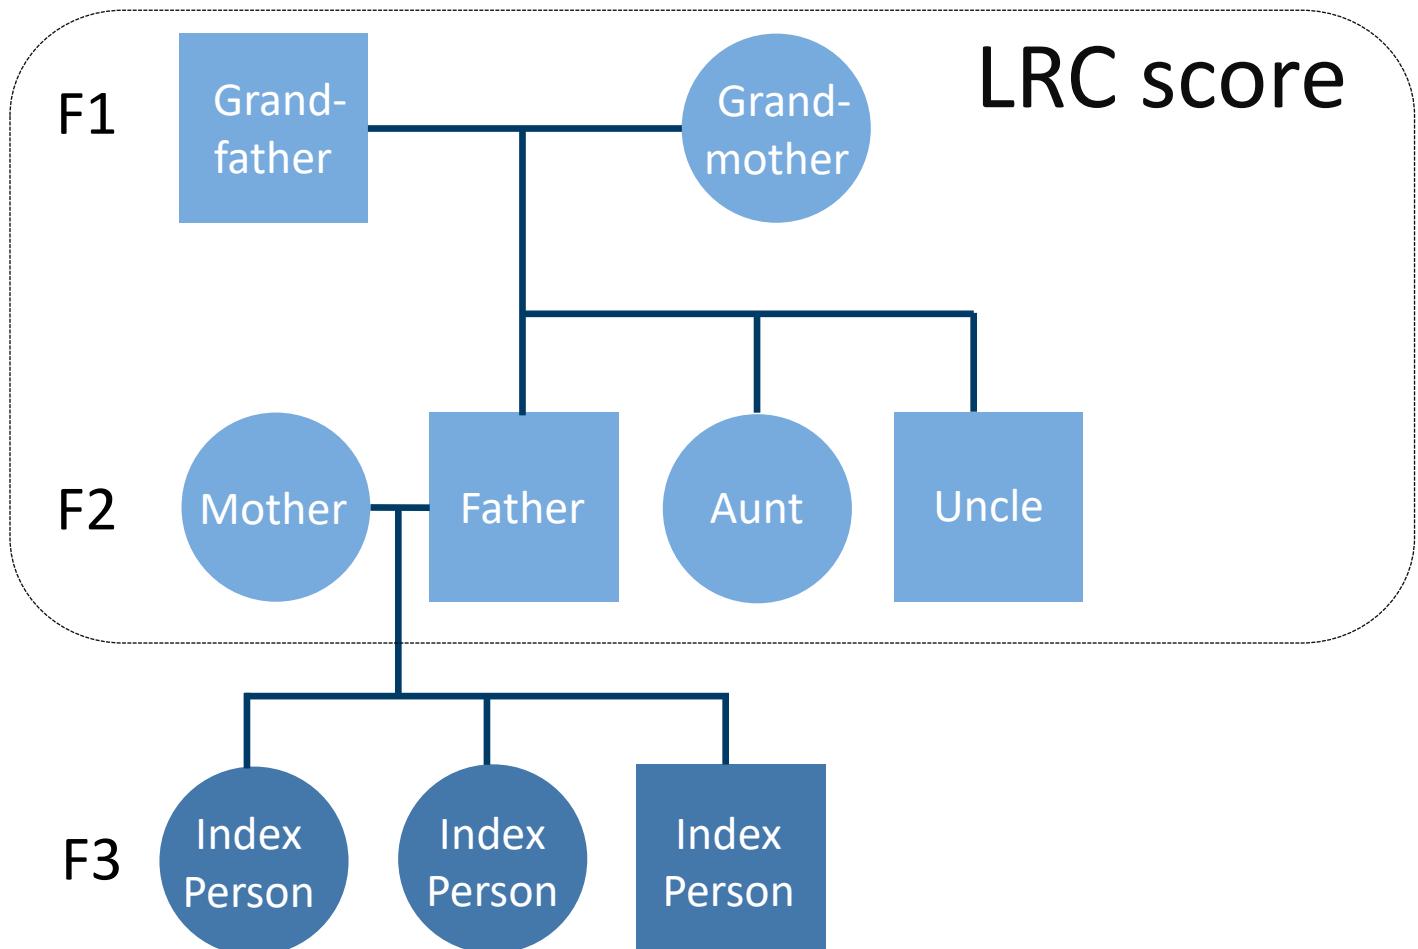 LRC score
F1
Grand-
father
Grand-
mother
F2
Mother
Father
Aunt
Uncle
F3
Index
Person
Index
Person
Index
Person